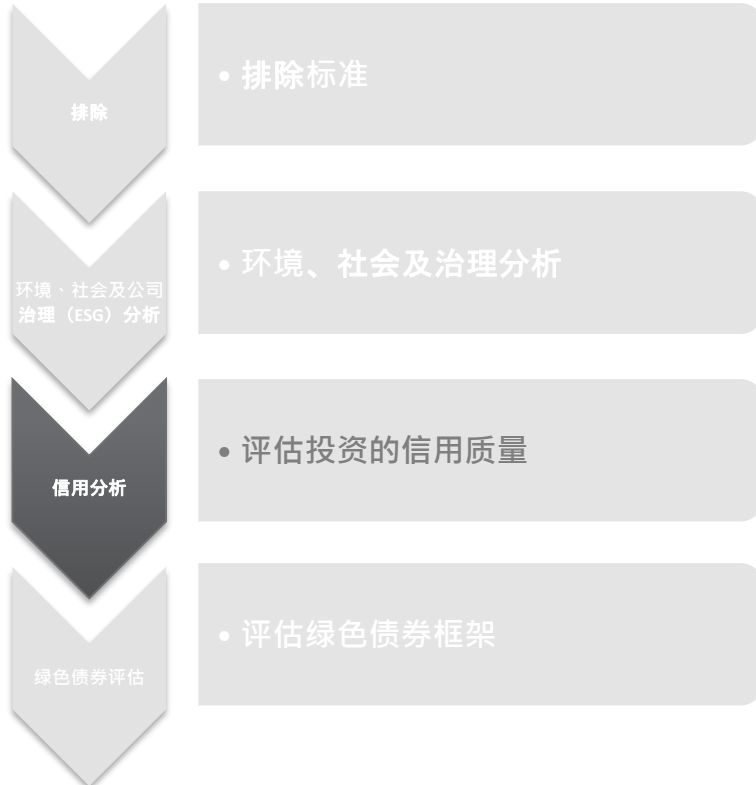 排除
• 排除标准
环境、社会及公司
治理（ESG）分析
• 环境、社会及治理分析
信用分析
• 评估投资的信用质量
绿色债券评估
• 评估绿色债券框架